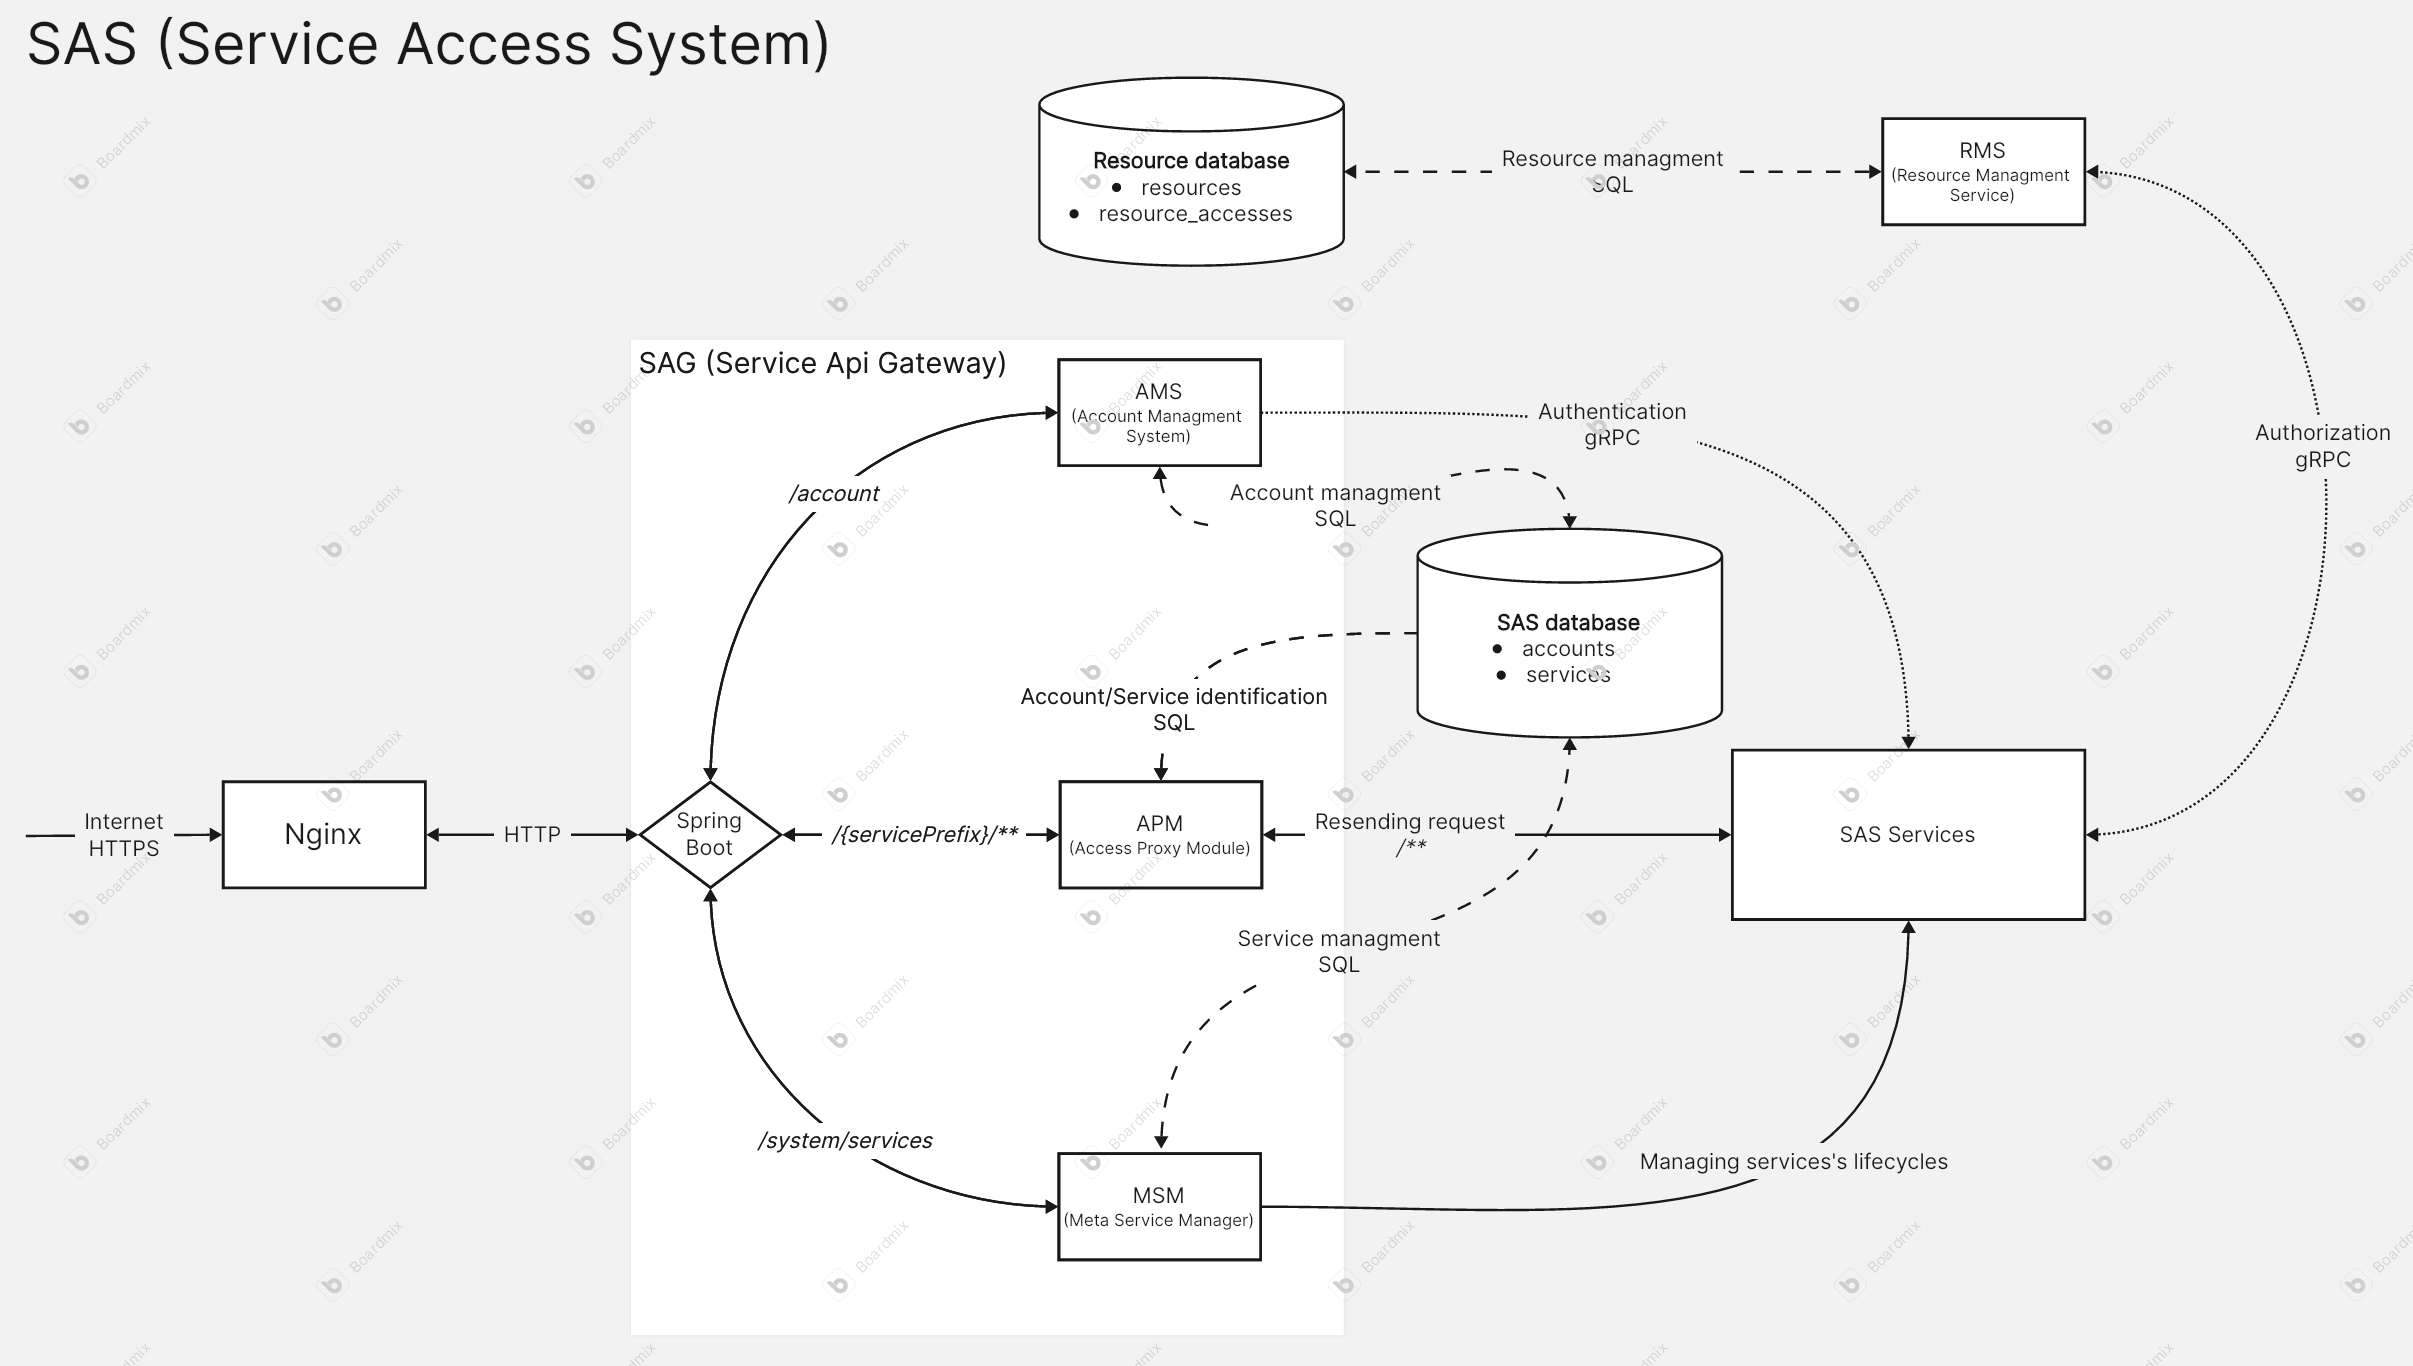 SAS (Service Access System)
Resource database
resources
resource_accesses
Resource managment
SQL
RMS
(Resource Managment
Service)
SAG (Service Api Gateway)
AMS
(Account Managment
System)
Authentication
gRPC
Authorization
gRPC
/account
Account managment
SQL
SAS database
accounts
services
Account/Service identification
SQL
Internet
HTTPS
Nginx
HTTP
Spring
Boot
/{servicePrefix}/**
APM
(Access Proxy Module)
Resending request
/**
SAS Services
Service managment
SQL
/system/services
Managing services's lifecycles
MSM
(Meta Service Manager)
Boardmix